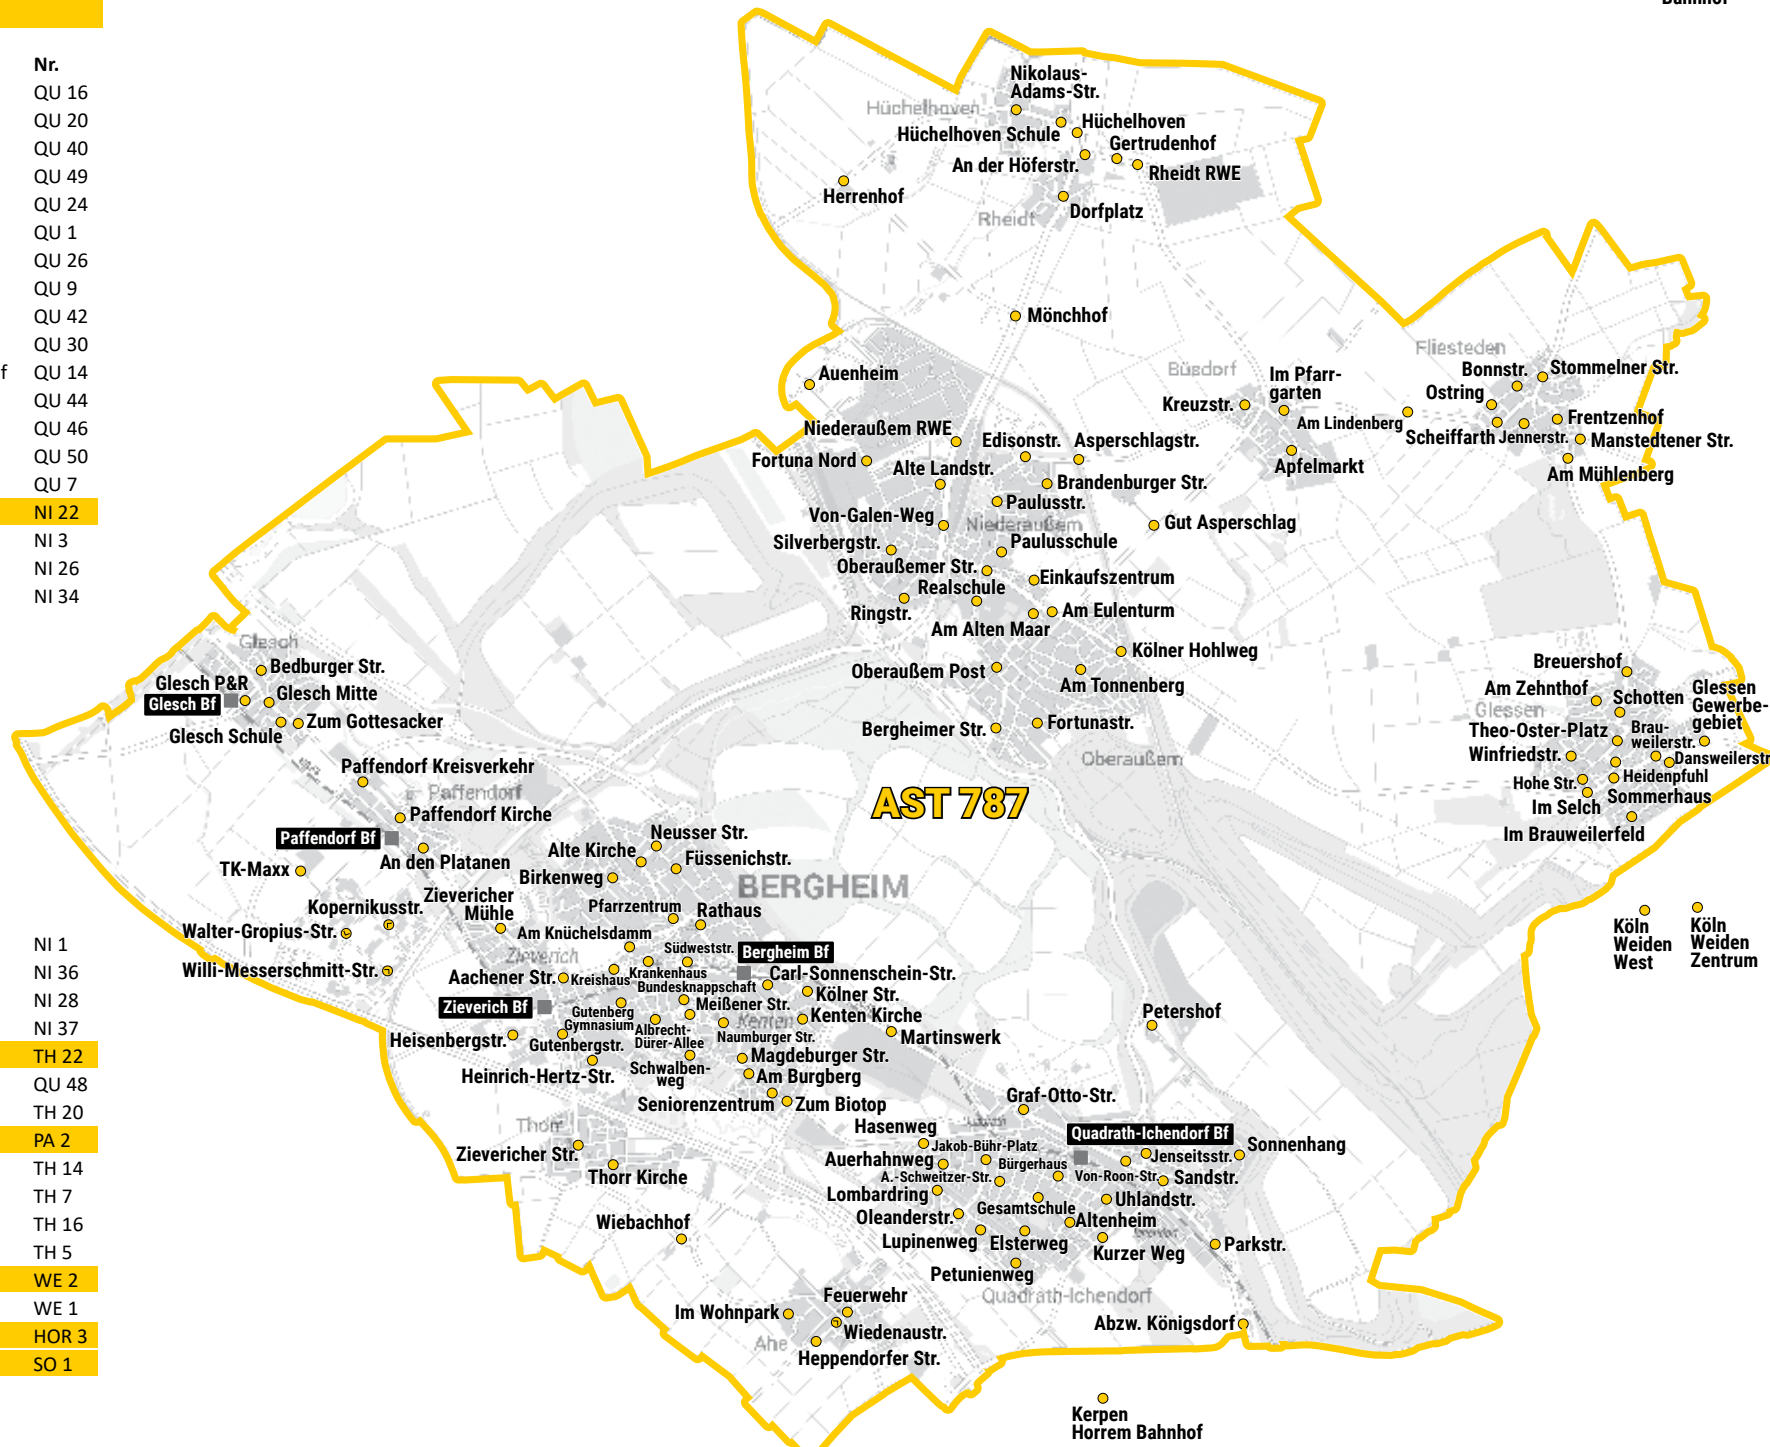 Nr.
QU 16
QU 20
QU 40
QU 49
QU 24
QU 1
QU 26
QU 9
QU 42
QU 30
f QU 14
QU 44
QU 46
QU 50
QU 7
NI 22
NI 3
NI 26
NI 34
NI 1
NI 36
NI 28
NI 37
TH 22
QU 48
TH 20
PA 2
TH 14
TH 7
TH 16
TH 5
WE 2
WE 1
HOR 3
SO 1
Bahnhof
Nikolaus-
Adams-Str.
Hüchelhoven
Hüchelhoven
Hüchelhoven Schule
Gertrudenhof
An der Höferstr.
Rheidt RWE
Herrenhof
Dorfplatz
Rheidt
Mönchhof
Auenheim
Büsdorf
Im Pfarr-
garten
Kreuzstr.
Am Lindenberg
Apfelmarkt
Fliesteden
Bonnstr.
Stommelner Str.
Ostring
Frentzenhof
Scheiffarth
Jennerstr.
Manstedtener Str.
Am Mühlenberg
Niederaußem RWE
Edisonstr.
Asperschlagstr.
Fortuna Nord
Alte Landstr.
Brandenburger Str.
Paulusstr.
Von-Galen-Weg
Niederaußem
Gut Asperschlag
Silverbergstr.
Paulusschule
Oberaußemer Str.
Einkaufszentrum
Realschule
Ringstr.
Am Eulenturm
Am Alten Maar
Kölner Hohlweg
Oberaußem Post
Am Tonnenberg
Bergheimer Str.
Fortunastr.
Oberaußem
Glesch
Bedburger Str.
Glesch P&R
Glesch Bf
Glesch Mitte
Zum Gottesacker
Glesch Schule
Paffendorf Kreisverkehr
Paffendorf
Paffendorf Kirche
Paffendorf Bf
An den Platanen
TK-Maxx
Kopernikusstr.
Walter-Gropius-Str.
Willi-Messerschmitt-Str.
Zievericher
Mühle
Breuershof
Am Zehnthof
Schotten
Glessen
Gewerbe-
gebiet
Glessen
Theo-Oster-Platz
Brau-
weilerstr.
Winfriedstr.
Dansweilerstr
Hohe Str.
Heidenpfuhl
Im Selch
Sommerhaus
Im Brauweilerfeld
AST 787
Neusser Str.
Alte Kirche
Füssenichstr.
Birkenweg
BERGHEIM
Pfarrzentrum
Rathaus
Am Knüchelsdamm
Südweststr.
Bergheim Bf
Zieverich
Aachener Str.
Kreishaus
Krankenhaus
Bundesknappschaft
Carl-Sonnenschein-Str.
Kölner Str.
Zieverich Bf
Meißener Str.
Gutenberg
Gymnasium
Albrecht-
Dürer-Allee
Kenten
Kenten Kirche
Naumburger Str.
Martinswerk
Heisenbergstr.
Gutenbergstr.
Magdeburger Str.
Heinrich-Hertz-Str.
Schwalben-
weg
Am Burgberg
Seniorenzentrum
Zum Biotop
Thorr
Zievericher Str.
Thorr Kirche
Wiebachhof
Köln
Weiden
West
Köln
Weiden
Zentrum
Petershof
Graf-Otto-Str.
Hasenweg
Quadrath-Ichendorf Bf
Sonnenhang
Jakob-Bühr-Platz
Jenseitsstr.
Auerhahnweg
Bürgerhaus
A.-Schweitzer-Str.
Von-Roon-Str.
Sandstr.
Lombardring
Uhlandstr.
Gesamtschule
Oleanderstr.
Altenheim
Lupinenweg
Elsterweg
Kurzer Weg
Parkstr.
Petunienweg
Quadrath-Ichendorf
Abzw. Königsdorf
Feuerwehr
Im Wohnpark
Wiedenaustr.
Ahe
Heppendorfer Str.
Kerpen
Horrem Bahnhof